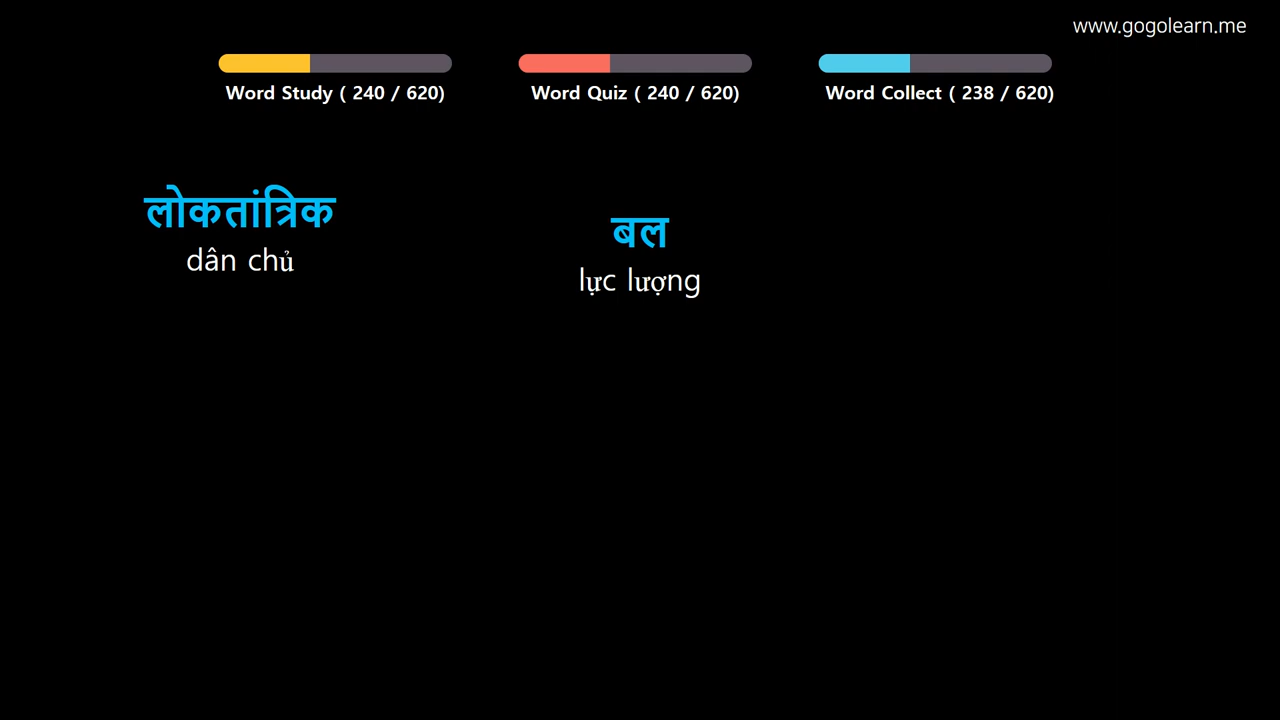 www.gogolearn.me
Word Study ( 240 / 620)
Word Quiz ( 240 / 620)
Word Collect ( 238 / 620)
लोकतांत्रिक
dân chủ
बल
lực lượng